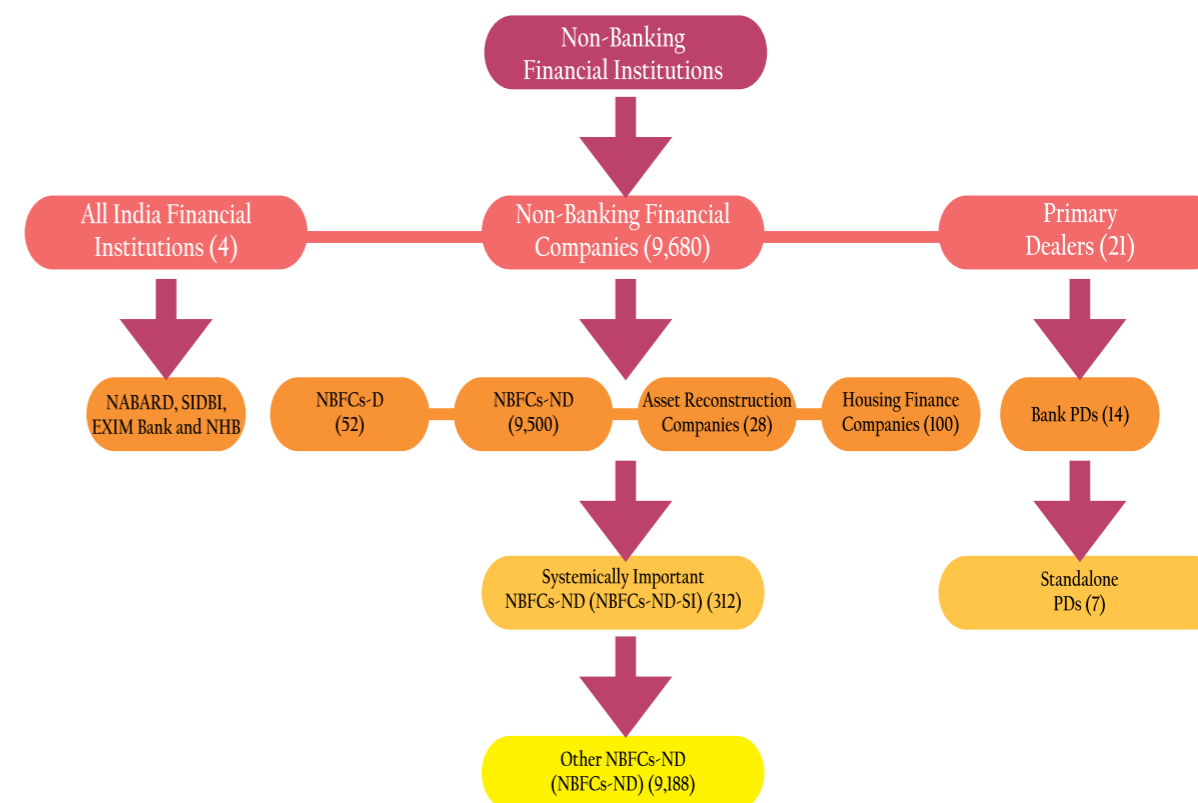 Non-Banking
Financial Institutions
All India Financial
Institutions (4)
Non-Banking Financial
Companies (9,680)
Primary
Dealers (21)
NABARD, SIDBI,
EXIM Bank and NHB
NBFCs-D
(52)
NBFCs-ND
(9,500)
Asset Reconstruction
Companies (28)
Housing Finance
Companies (100)
Bank PDs (14)
Systemically Important
NBFCs-ND (NBFCs-ND-SI) (312)
Standalone
PDs (7)
Other NBFCs-ND
(NBFCs-ND) (9,188)